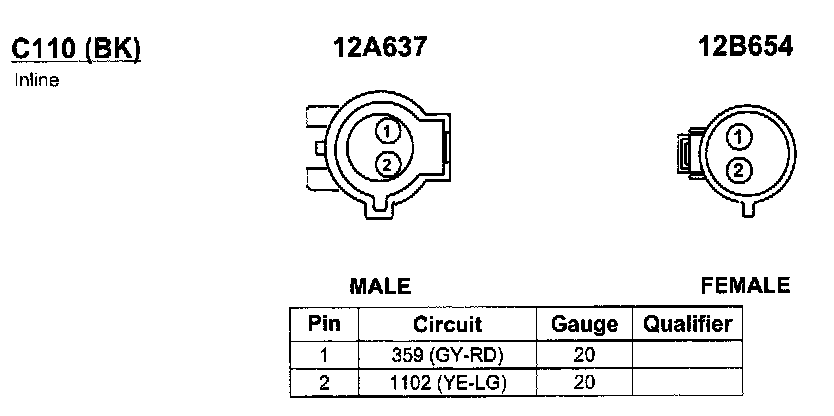 C110 (BK) 12A637 12B654
Inline
1 1
2 2
MALE FEMALE
Pin Circuit Gauge Qualifier
1 359 (GY-RD) 20
2 1102 (YE-LG) 20